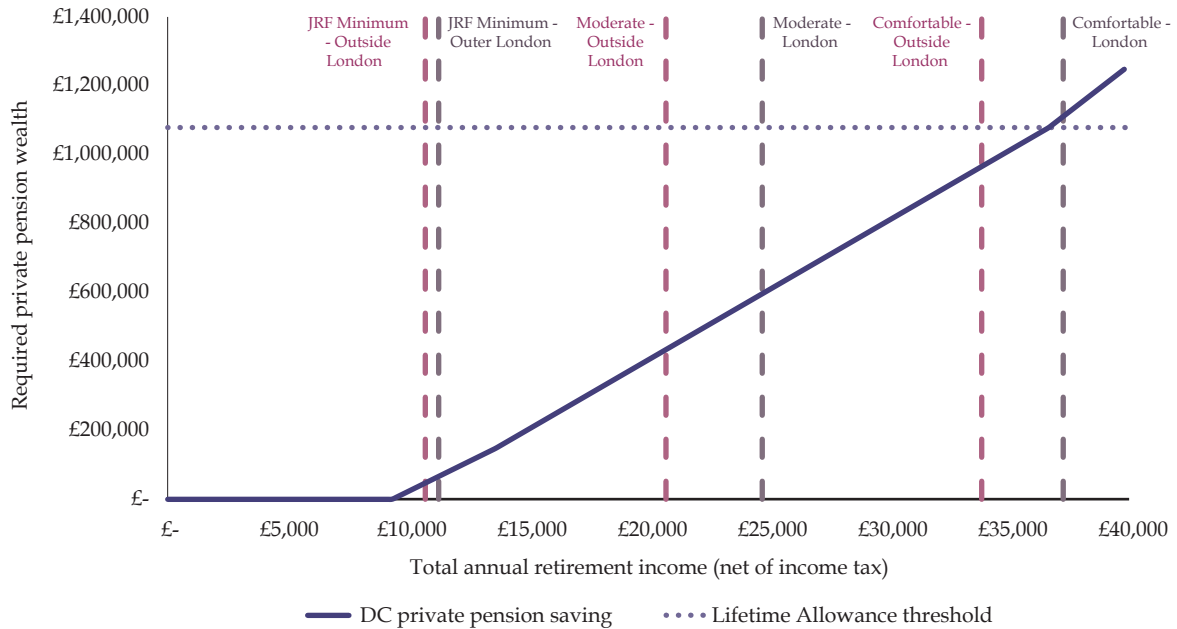 £1,400,000
£1,200,000
£1,000,000
£800,000
£600,000
£400,000
£200,000
£-
Required private pension wealth
JRF Minimum
- Outside
London
JRF Minimum -
Outer London
Moderate -
Outside
London
Moderate -
London
Comfortable -
Outside
London
Comfortable -
London
£-
£5,000
£10,000
£15,000
£20,000
£25,000
£30,000
£35,000
£40,000
Total annual retirement income (net of income tax)
DC private pension saving
Lifetime Allowance threshold